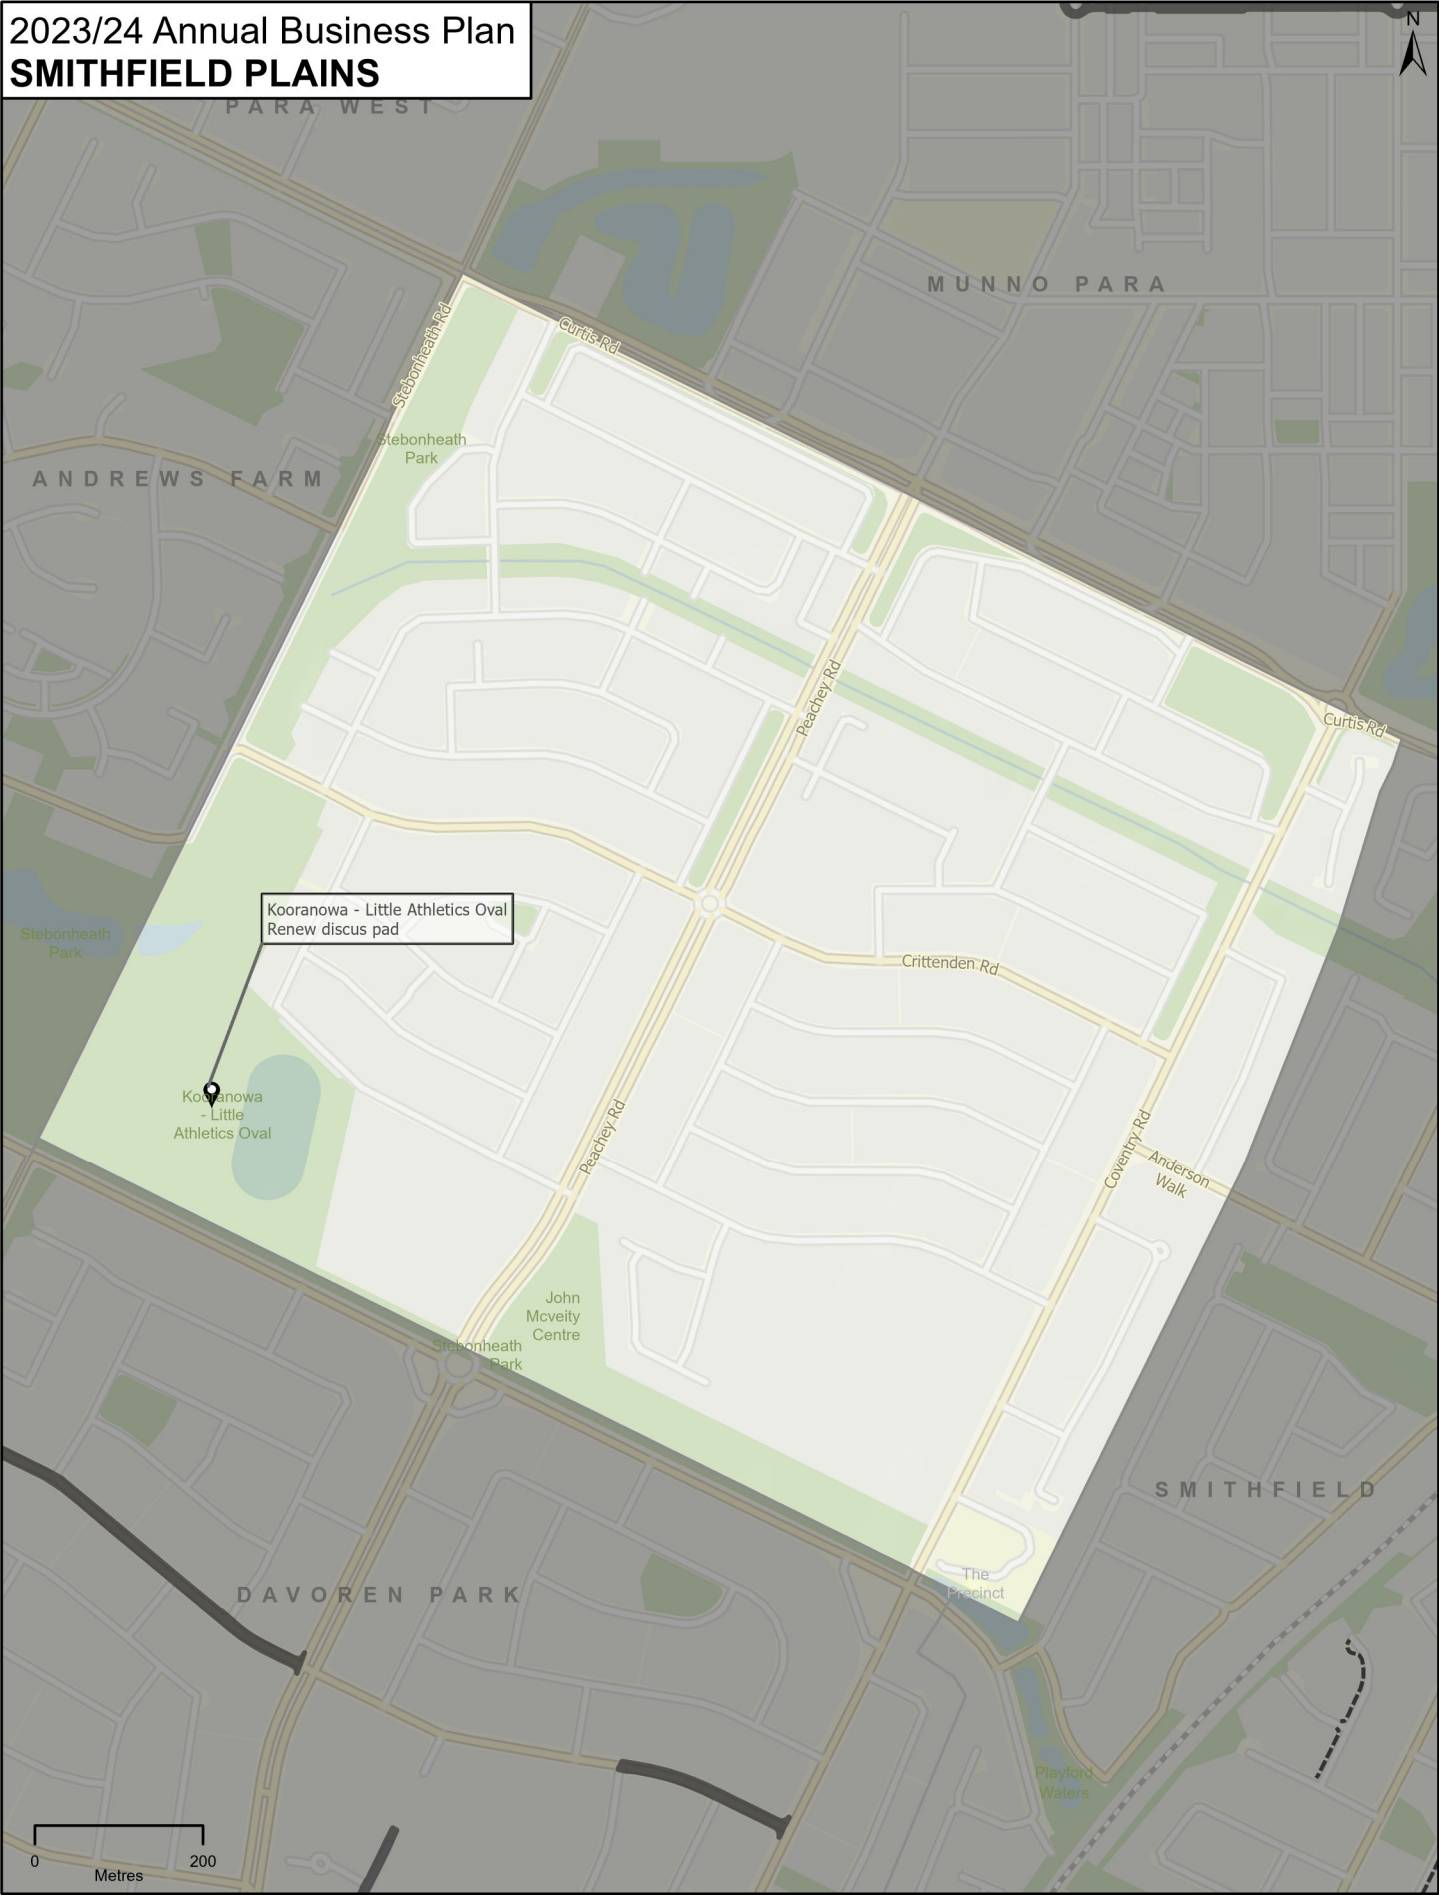 2023/24 Annual Business Plan
SMITHFIELD PLAINS
N
PARA WEST
MUNNO PARA
Curtis Rd
Stebonheath Rd
Stebonheath
Park
ANDREWS FARM
Peachey Rd
Curtis Rd
Kooranowa - Little Athletics Oval
Renew discus pad
Stebonheath
Park
Crittenden Rd
Kooranowa
- Little
Athletics Oval
Peachey Rd
Coventry Rd
Anderson
Walk
John
Mcveity
Centre
Stebonheath
Park
SMITHFIELD
The
Precinct
DAVOREN PARK
Playford
Waters
0
200
Metres